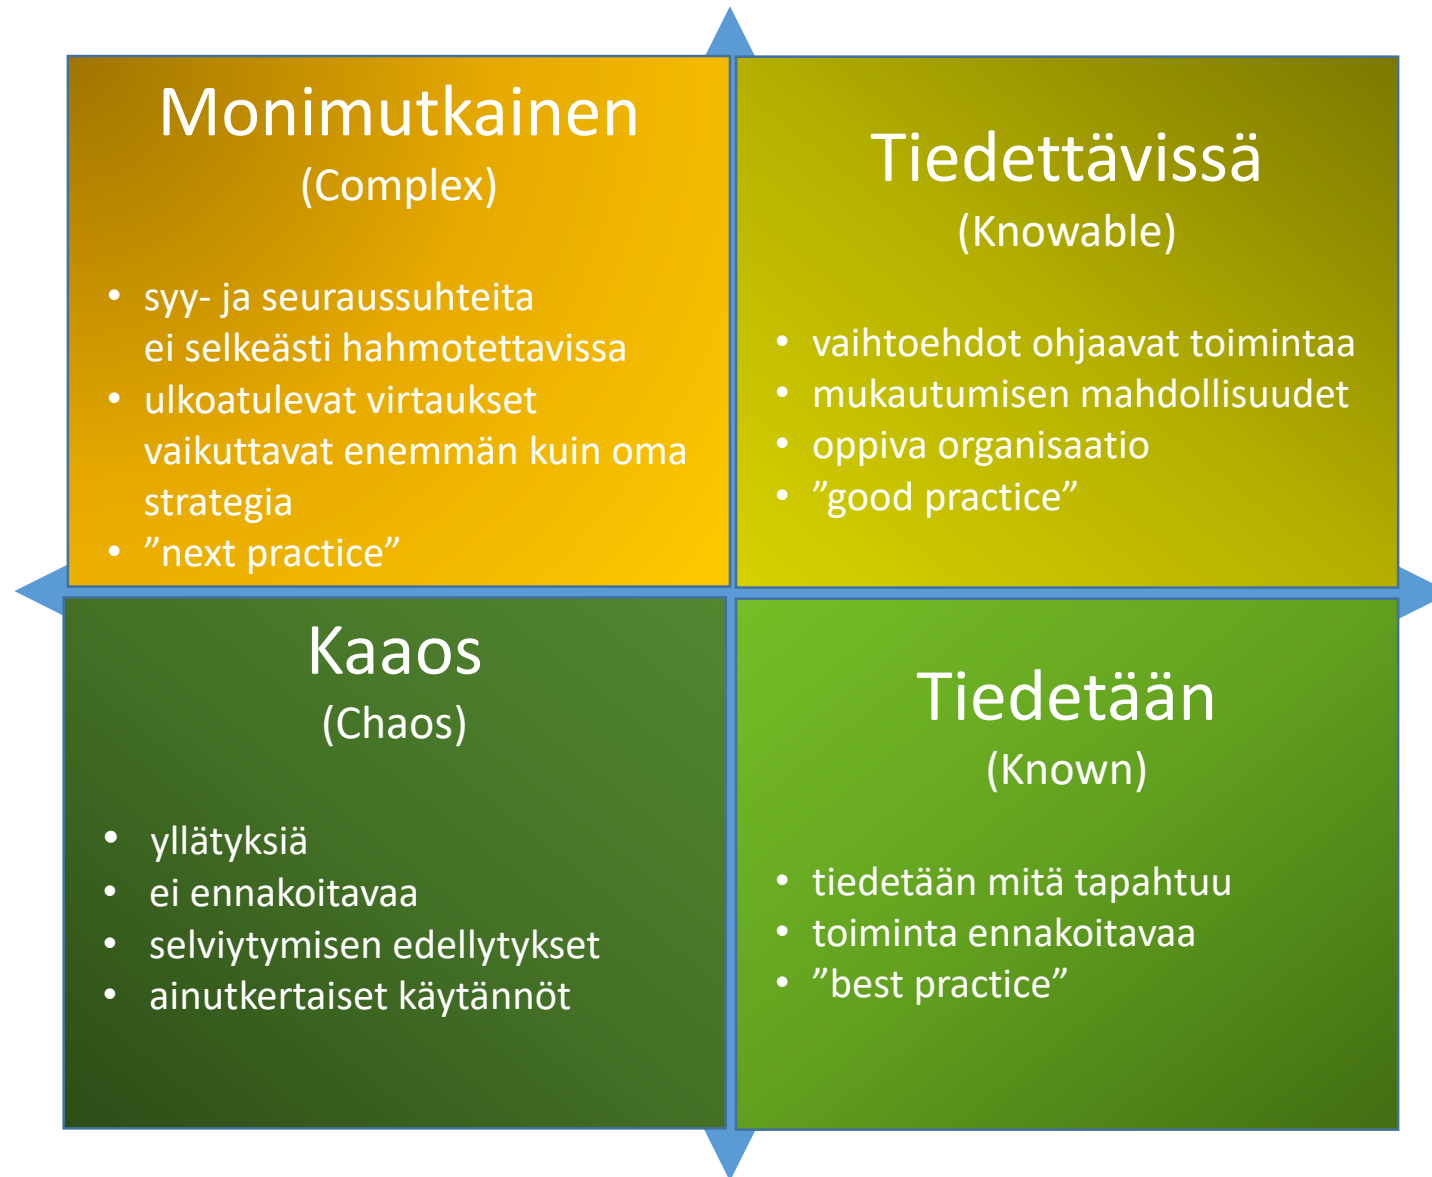 Monimutkainen
(Complex)
• syy- ja seuraussuhteita
ei selkeästi hahmotettavissa
• ulkoatulevat virtaukset
vaikuttavat enemmän kuin oma
strategia
• ”next practice”
Tiedettävissä
(Knowable)
• vaihtoehdot ohjaavat toimintaa
• mukautumisen mahdollisuudet
• oppiva organisaatio
• ”good practice”
Kaaos
(Chaos)
• yllätyksiä
• ei ennakoitavaa
• selviytymisen edellytykset
• ainutkertaiset käytännöt
Tiedetään
(Known)
• tiedetään mitä tapahtuu
• toiminta ennakoitavaa
• ”best practice”